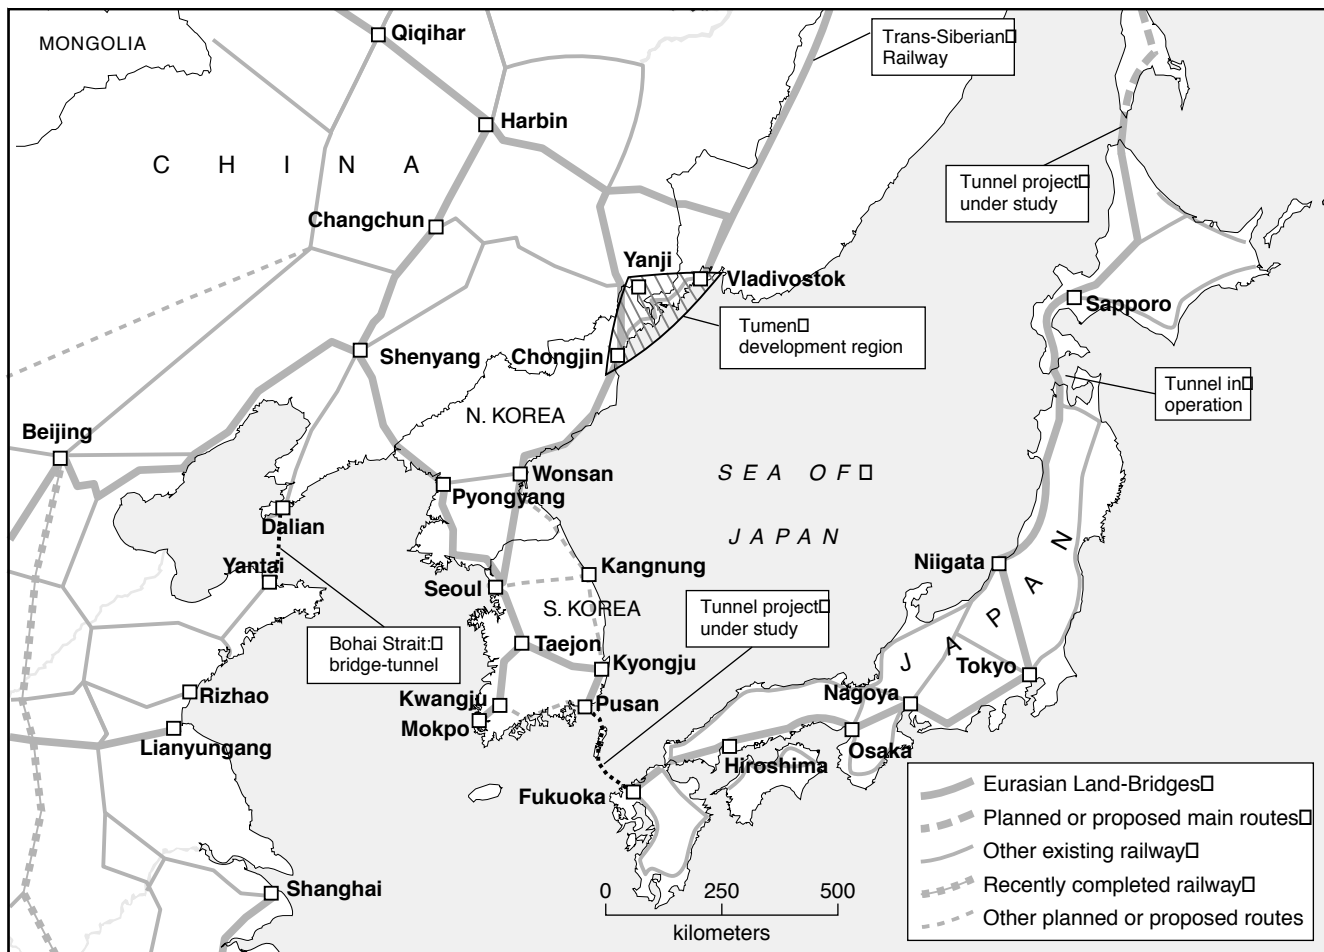 MONGOLIA
Qiqihar
Trans-Siberian□
Railway
Harbin
C H I N A
Tunnel project□
under study
Changchun
Yanji
Vladivostok
Sapporo
Tumen□
development region
Shenyang
Chongjin
Tunnel in□
operation
N. KOREA
Beijing
SEA OF□
JAPAN
Wonsan
Pyongyang
Dalian
Yantai
Niigata
Kangnung
Seoul
S. KOREA
Tunnel project□
under study
Bohai Strait:□
bridge-tunnel
Taejon
JAPAN
Kyongju
Tokyo
Rizhao
Kwangju
Pusan
Nagoya
Mokpo
Lianyungang
Hiroshima
Osaka
Fukuoka
Eurasian Land-Bridges□
Planned or proposed main routes□
Other existing railway□
Recently completed railway□
Other planned or proposed routes
Shanghai
0 250 500
kilometers